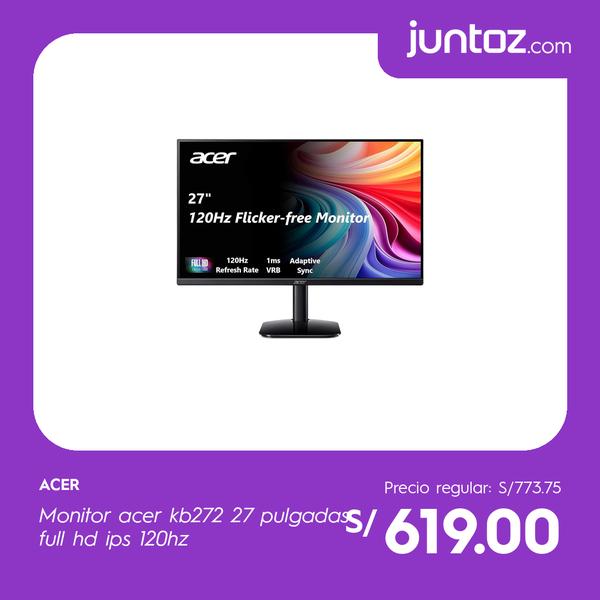 juntoz.com
acer
27"
120Hz Flicker-free Monitor
FULL HD
120Hz 1ms Adaptive
Refresh Rate VRB Sync
acer
ACER
Precio regular: S/773.75
Monitor acer kb272 27 pulgadas
full hd ips 120hz
S/ 619.00